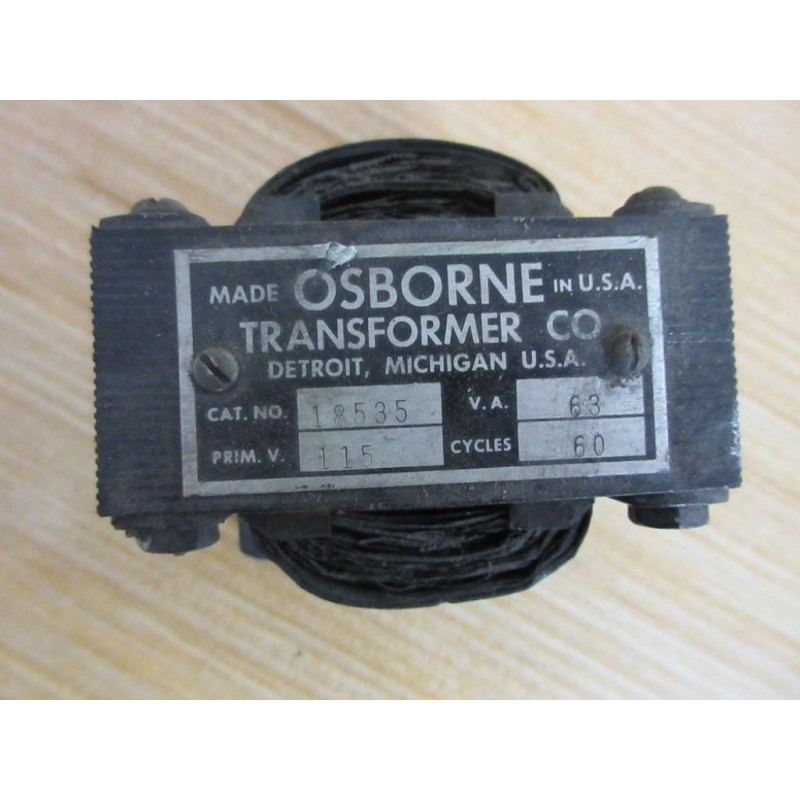 MADE OSBORNE IN U.S.A.
TRANSFORMER CO
DETROIT, MICHIGAN U.S.A.
CAT. NO. 18535 V. A. 63
PRIM. V. 115 CYCLES 60